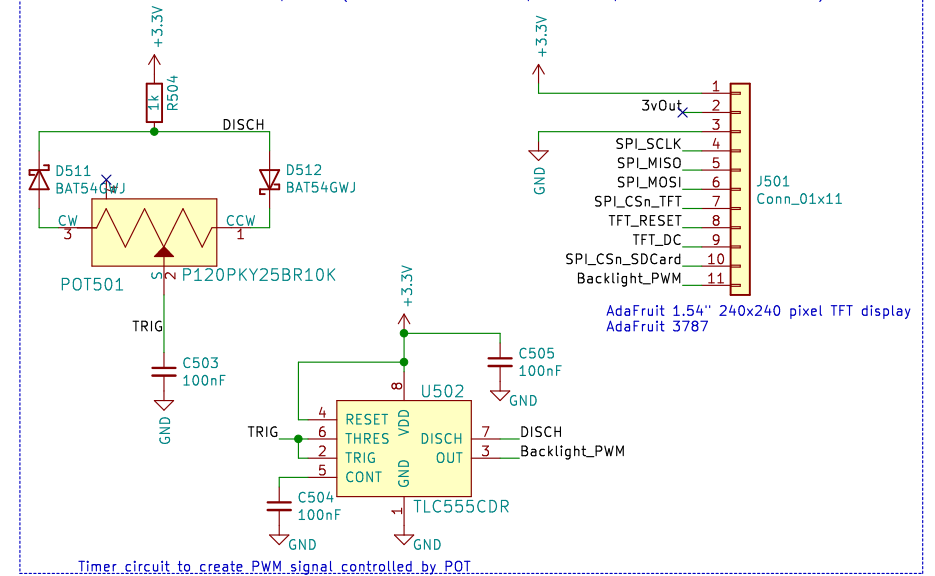 +3.3V
1k
R504
DISCH
D511
BAT54GWJ
D512
BAT54GWJ
CW
3
CCW
1
S
2
P120PKY25BR10K
POT501
TRIG
C503
100nF
GND
+3.3V
1
3vOut
2
3
GND
SPI_SCLK
4
SPI_MISO
5
SPI_MOSI
6
SPI_CSn_TFT
7
TFT_RESET
8
TFT_DC
9
SPI_CSn_SDCard
10
Backlight_PWM
11
J501
Conn_01x11
AdaFruit 1.54" 240x240 pixel TFT display
AdaFruit 3787
+3.3V
C505
100nF
GND
8
U502
4
RESET
VDD
TRIG
6
THRES
DISCH
7
DISCH
2
TRIG
OUT
3
Backlight_PWM
5
CONT
GND
C504
100nF
GND
1
TLC555CDR
GND
Timer circuit to create PWM signal controlled by POT